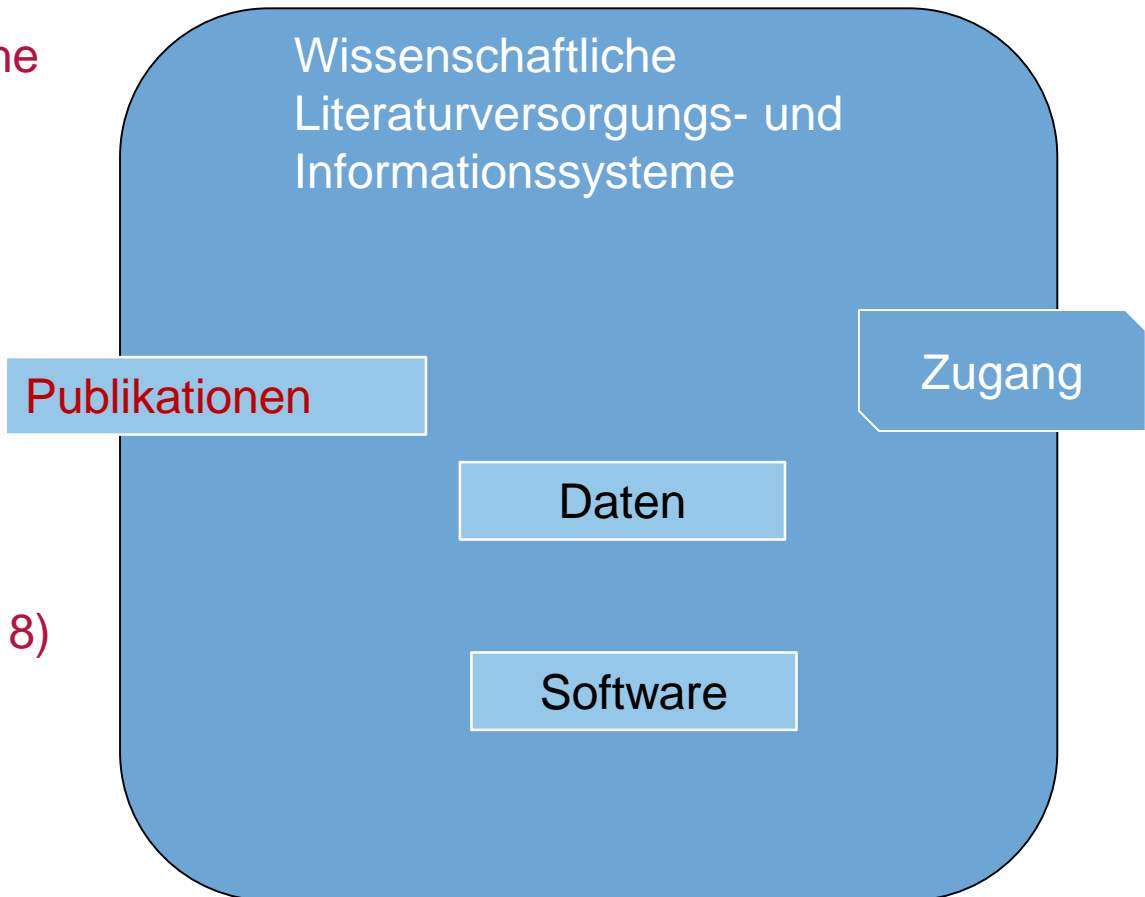 ne
Wissenschaftliche
Literaturversorgungs- und
Informationssysteme
Zugang
Publikationen
Daten
8)
Software